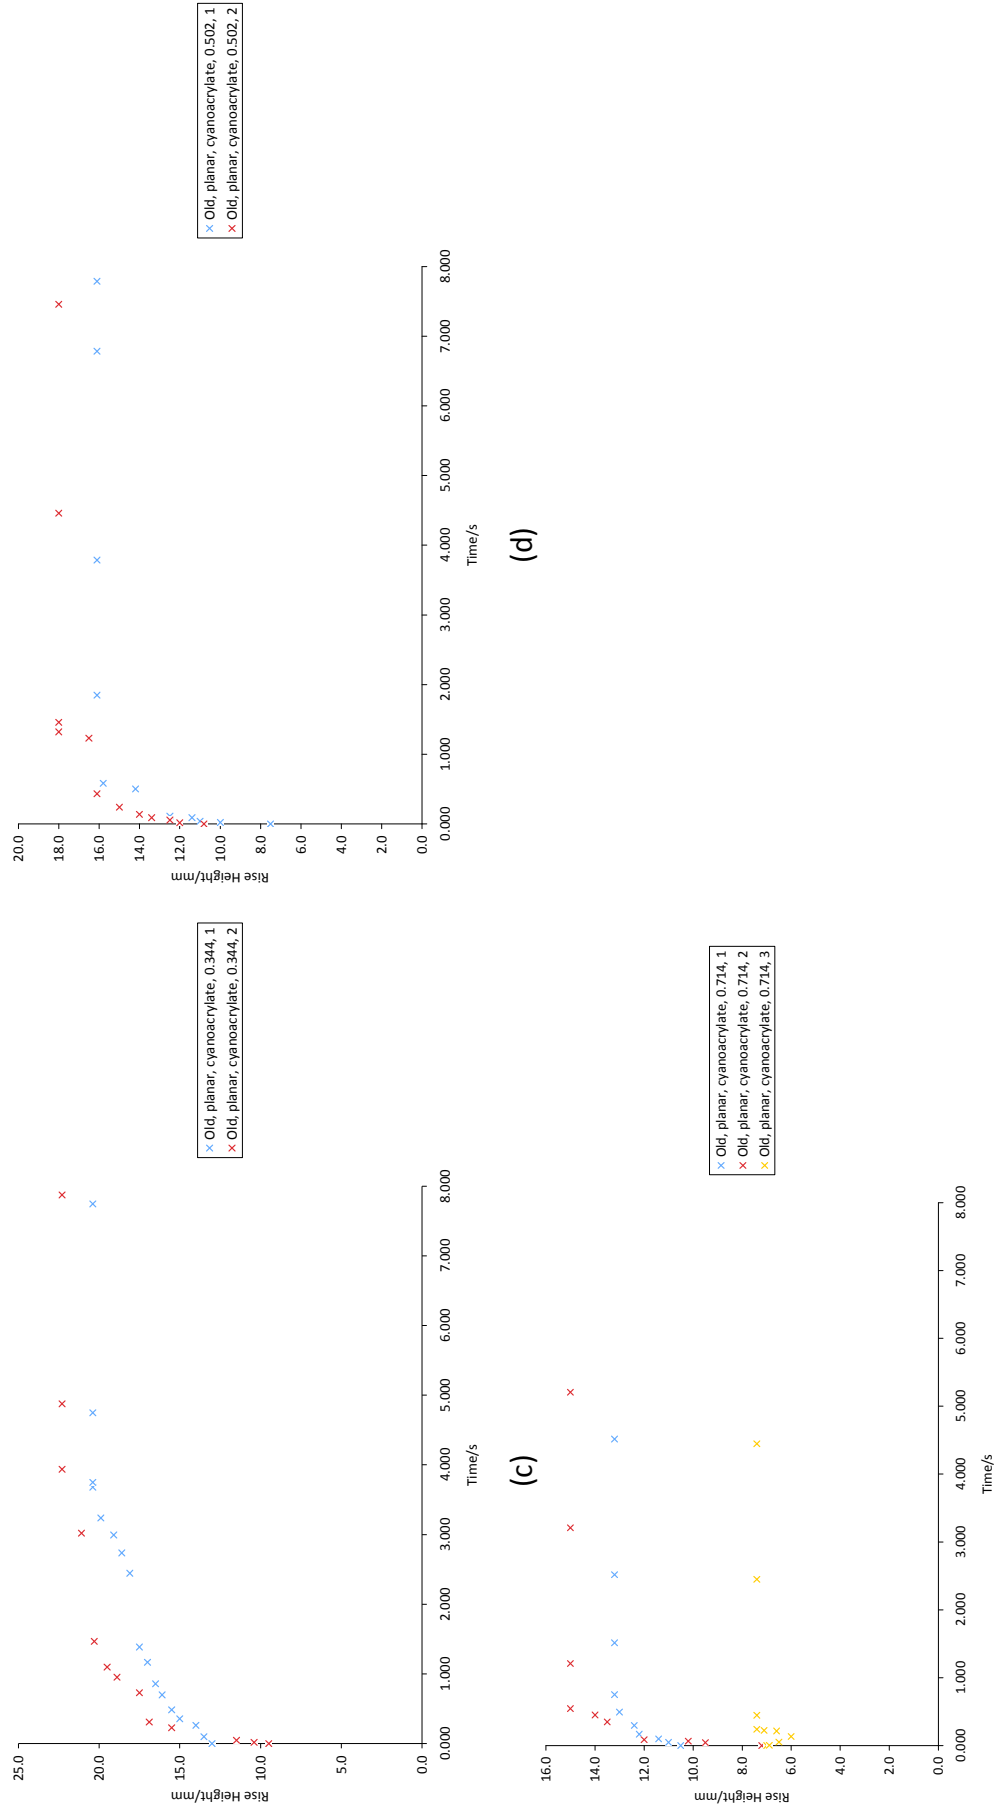 25.0
20.0
15.0
10.0
5.0
0.0
Rise Height/mm
0.000 1.000 2.000 3.000 4.000 5.000 6.000 7.000 8.000
Time/s
Old, planar, cyanoacrylate, 0.344, 1
Old, planar, cyanoacrylate, 0.344, 2
(c)
20.0
18.0
16.0
14.0
12.0
10.0
8.0
6.0
4.0
2.0
0.0
Rise Height/mm
0.000 1.000 2.000 3.000 4.000 5.000 6.000 7.000 8.000
Time/s
Old, planar, cyanoacrylate, 0.502, 1
Old, planar, cyanoacrylate, 0.502, 2
(d)
16.0
14.0
12.0
10.0
8.0
6.0
4.0
2.0
0.0
Rise Height/mm
0.000 1.000 2.000 3.000 4.000 5.000 6.000 7.000 8.000
Time/s
Old, planar, cyanoacrylate, 0.714, 1
Old, planar, cyanoacrylate, 0.714, 2
Old, planar, cyanoacrylate, 0.714, 3